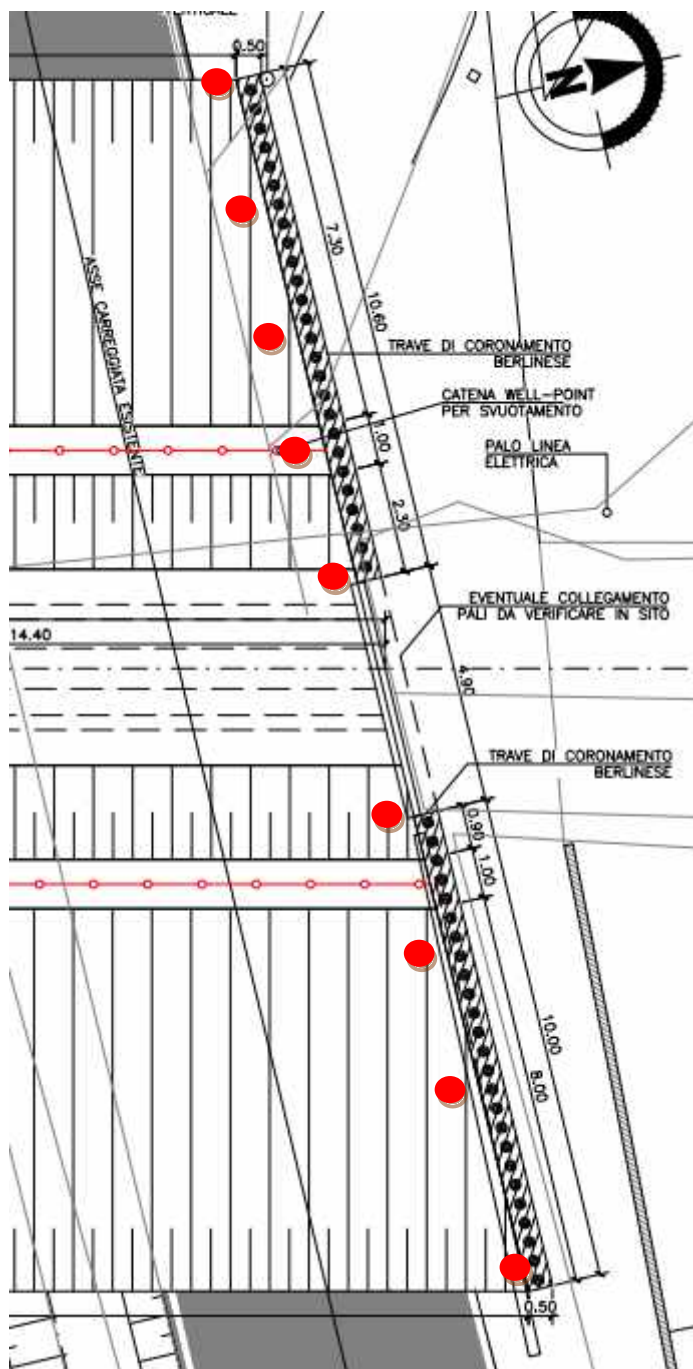 0.50
N
7.30
10.60
ASSE CARREGGIATA ESISTENTE
TRAVE DI CORONAMENTO
BERLINESE
CATENA WELL-POINT
PER SVUOTAMENTO
1.00
PALO LINEA
ELETTRICA
2.30
EVENTUALE COLLEGAMENTO
PALI DA VERIFICARE IN SITO
14.40
4.90
TRAVE DI CORONAMENTO
BERLINESE
1.00
10.00
8.00
0.50